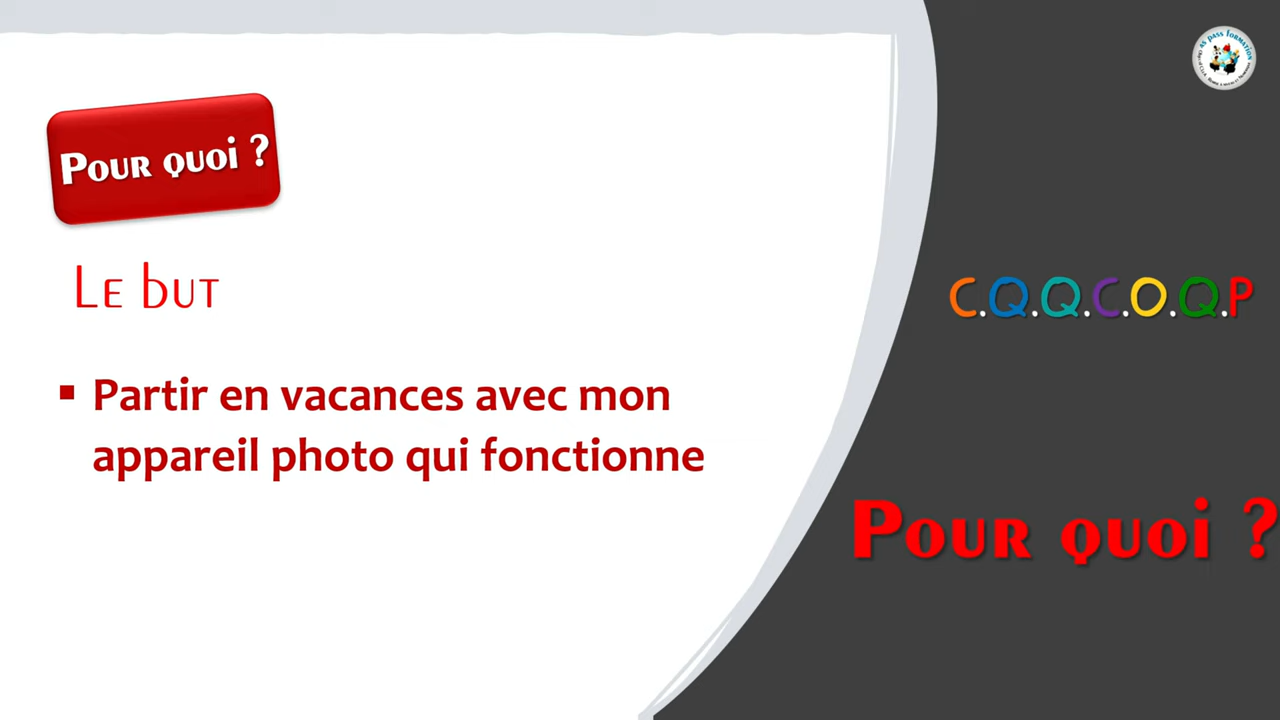 Pour quoi ?
Le but
▪ Partir en vacances avec mon
appareil photo qui fonctionne
C.Q.Q.C.O.Q.P
Pour quoi ?